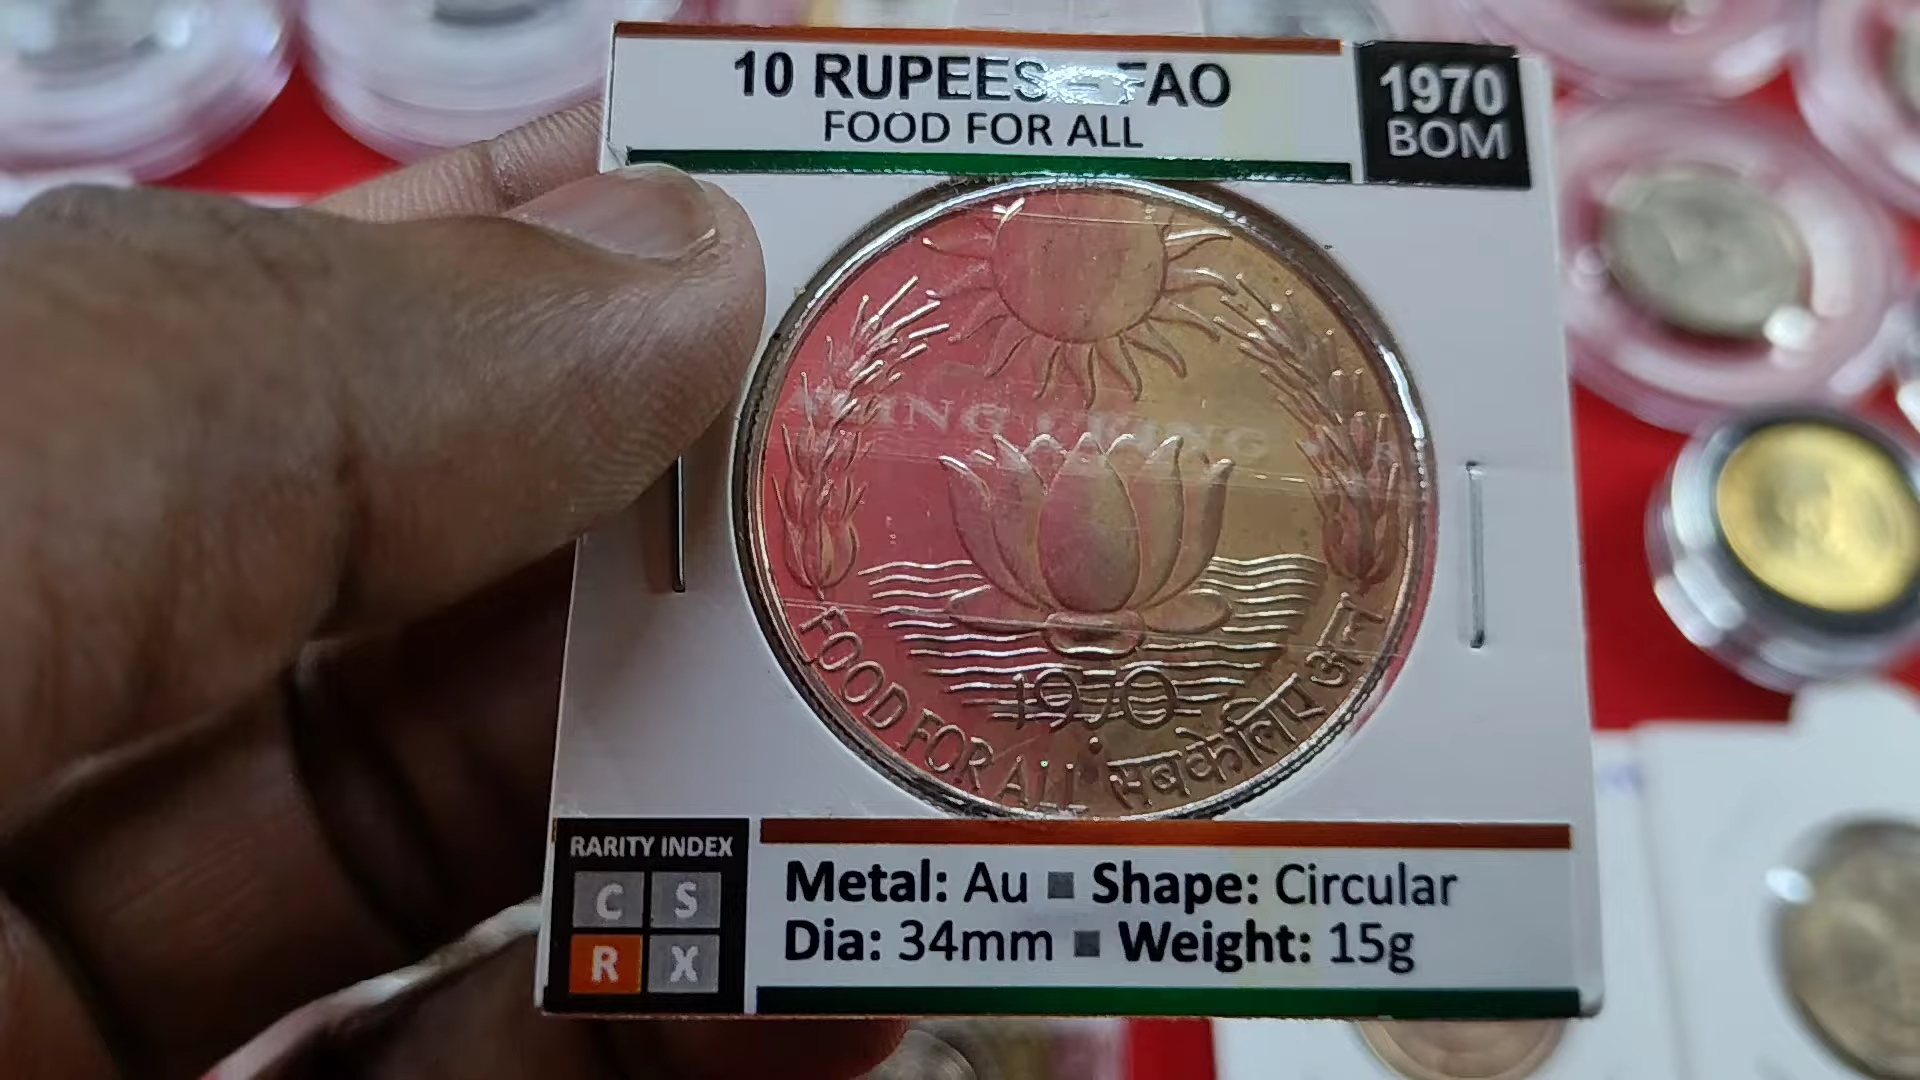 10 RUPEES - FAO
FOOD FOR ALL
1970
BOM
1970
FOOD FOR ALL सबकेलिए अन्न
RARITY INDEX
C S
R X
Metal: Au ■ Shape: Circular
Dia: 34mm ■ Weight: 15g